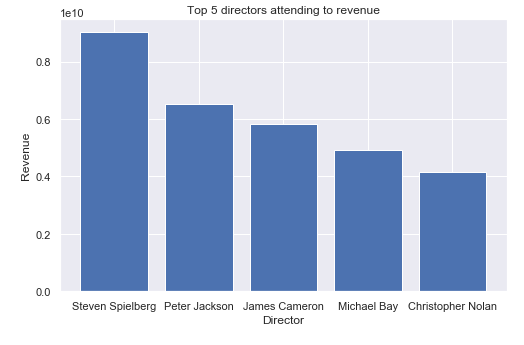 Top 5 directors attending to revenue
1e10
0.8
0.6
0.4
0.2
0.0
Revenue
Steven Spielberg Peter Jackson James Cameron Michael Bay Christopher Nolan
Director